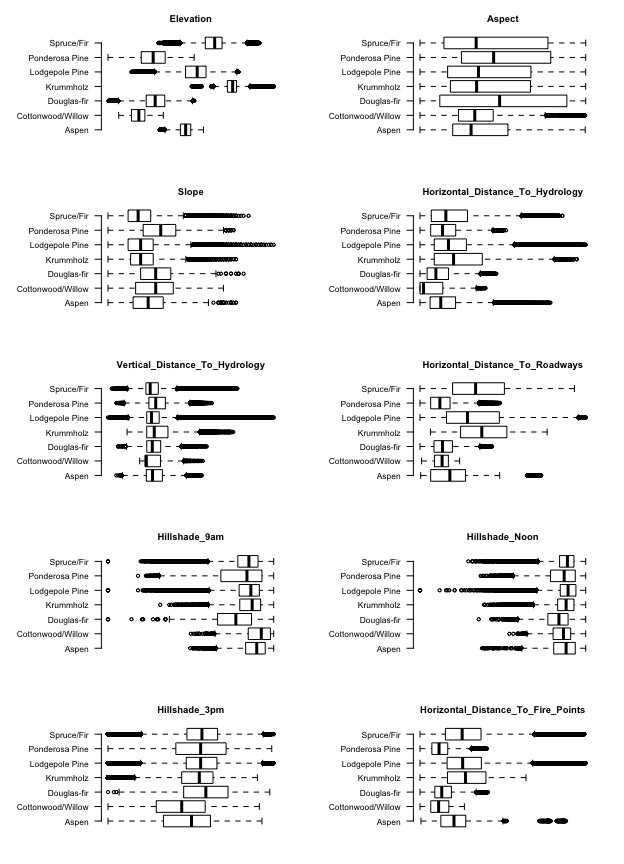 Elevation
Spruce/Fir
Ponderosa Pine
Lodgepole Pine
Krummholz
Douglas-fir
Cottonwood/Willow
Aspen
Aspect
Spruce/Fir
Ponderosa Pine
Lodgepole Pine
Krummholz
Douglas-fir
Cottonwood/Willow
Aspen
Slope
Spruce/Fir
Ponderosa Pine
Lodgepole Pine
Krummholz
Douglas-fir
Cottonwood/Willow
Aspen
Horizontal_Distance_To_Hydrology
Spruce/Fir
Ponderosa Pine
Lodgepole Pine
Krummholz
Douglas-fir
Cottonwood/Willow
Aspen
Vertical_Distance_To_Hydrology
Spruce/Fir
Ponderosa Pine
Lodgepole Pine
Krummholz
Douglas-fir
Cottonwood/Willow
Aspen
Horizontal_Distance_To_Roadways
Spruce/Fir
Ponderosa Pine
Lodgepole Pine
Krummholz
Douglas-fir
Cottonwood/Willow
Aspen
Hillshade_9am
Spruce/Fir
Ponderosa Pine
Lodgepole Pine
Krummholz
Douglas-fir
Cottonwood/Willow
Aspen
Hillshade_Noon
Spruce/Fir
Ponderosa Pine
Lodgepole Pine
Krummholz
Douglas-fir
Cottonwood/Willow
Aspen
Hillshade_3pm
Spruce/Fir
Ponderosa Pine
Lodgepole Pine
Krummholz
Douglas-fir
Cottonwood/Willow
Aspen
Horizontal_Distance_To_Fire_Points
Spruce/Fir
Ponderosa Pine
Lodgepole Pine
Krummholz
Douglas-fir
Cottonwood/Willow
Aspen